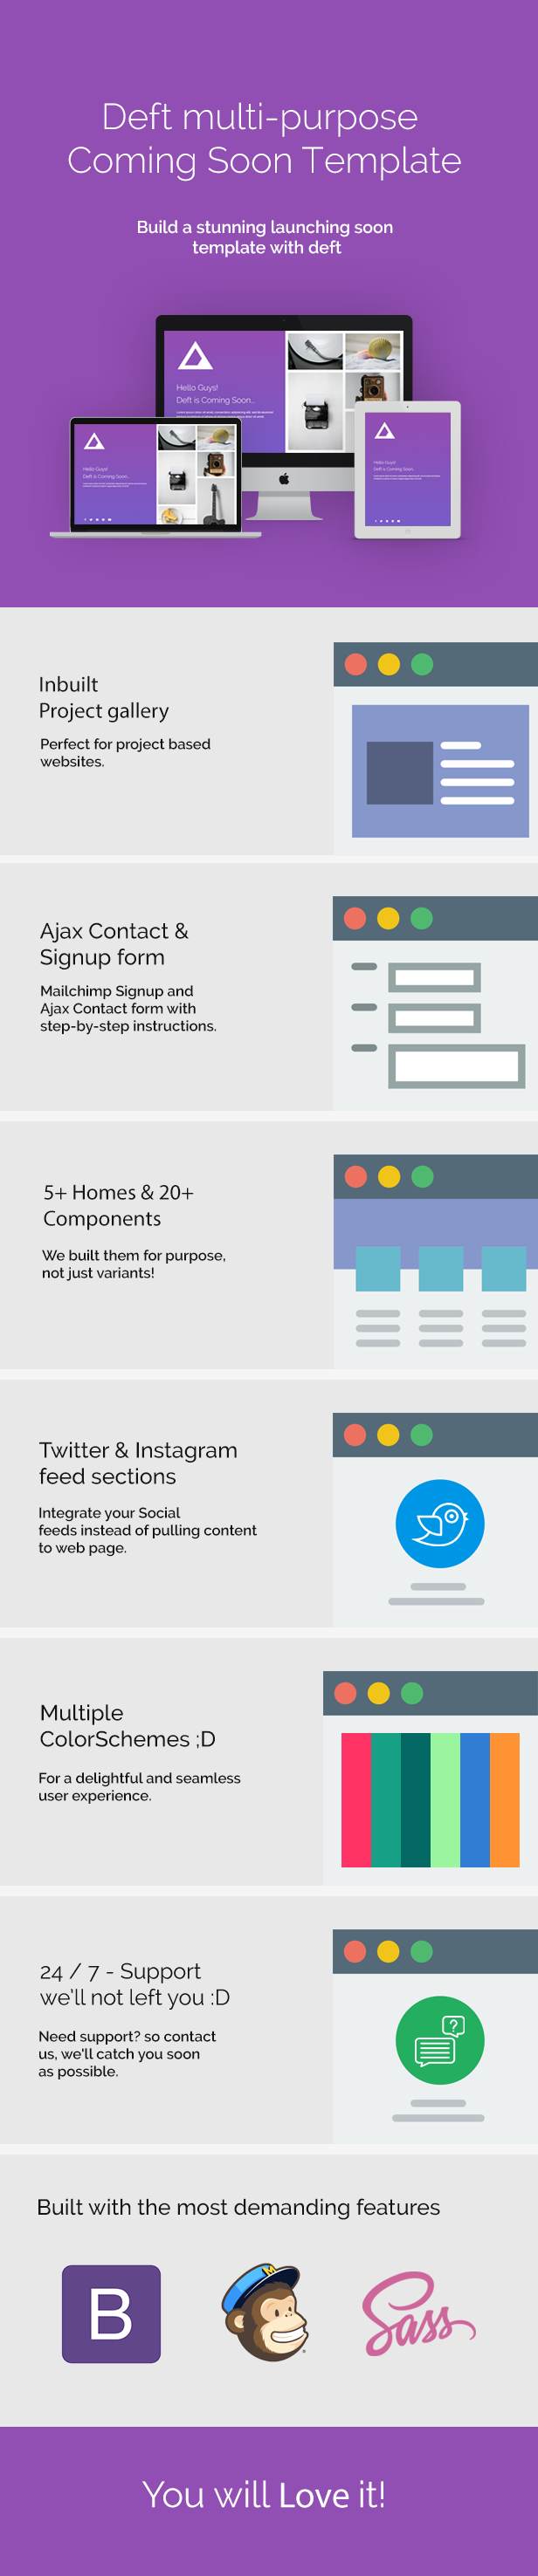 Deft multi-purpose
Coming Soon Template
Build a stunning launching soon
template with deft
Hello Guys!
Deft is Coming Soon..
Hello Guys!
Deft is Coming Soon..
Hello Guys!
Deft is Coming Soon..
Inbuilt
Project gallery
Perfect for project based
websites.
Ajax Contact &
Signup form
Mailchimp Signup and
Ajax Contact form with
step-by-step instructions.
5+ Homes & 20+
Components
We built them for purpose,
not just variants!
Twitter & Instagram
feed sections
Integrate your Social
feeds instead of pulling content
to web page.
Multiple
ColorSchemes ;D
For a delightful and seamless
user experience.
24 / 7 - Support
we'll not left you :D
Need support? so contact
us, we'll catch you soon
as possible.
?
Built with the most demanding features
B
M
Sass
You will Love it!